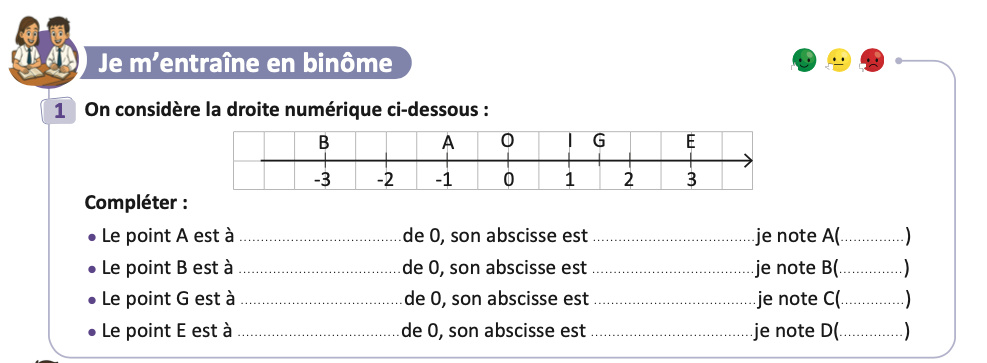 Je m’entraîne en binôme
1 On considère la droite numérique ci-dessous :
B A O I G E
-3 -2 -1 0 1 2 3
Compléter :
• Le point A est à ................................ de 0, son abscisse est ................................ je note A(.............)
• Le point B est à ................................ de 0, son abscisse est ................................ je note B(.............)
• Le point G est à ................................ de 0, son abscisse est ................................ je note C(.............)
• Le point E est à ................................ de 0, son abscisse est ................................ je note D(.............)